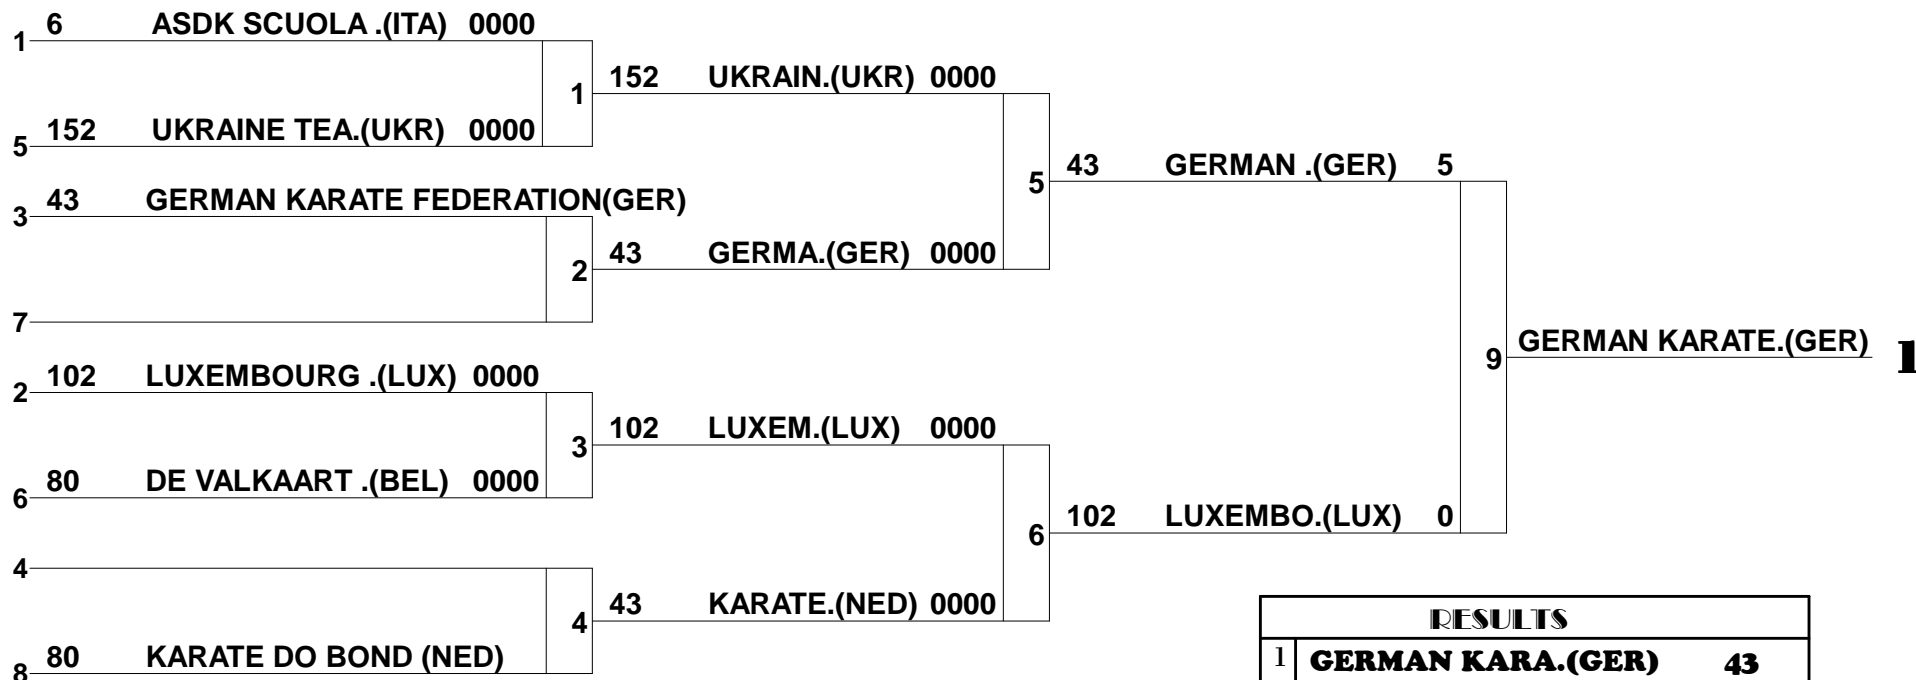 6 ASDK SCUOLA .(ITA) 0000
1
152 UKRAIN.(UKR) 0000
1
152 UKRAINE TEA.(UKR) 0000
5
43 GERMAN .(GER) 5
5
43 GERMAN KARATE FEDERATION(GER)
3
43 GERMA.(GER) 0000
2
7
GERMAN KARATE.(GER) 1
9
102 LUXEMBOURG .(LUX) 0000
2
102 LUXEM.(LUX) 0000
3
80 DE VALKAART .(BEL) 0000
6
102 LUXEMBO.(LUX) 0
6
4
43 KARATE.(NED) 0000
4
80 KARATE DO BOND (NED)
8
RESULTS
1 GERMAN KARA.(GER) 43